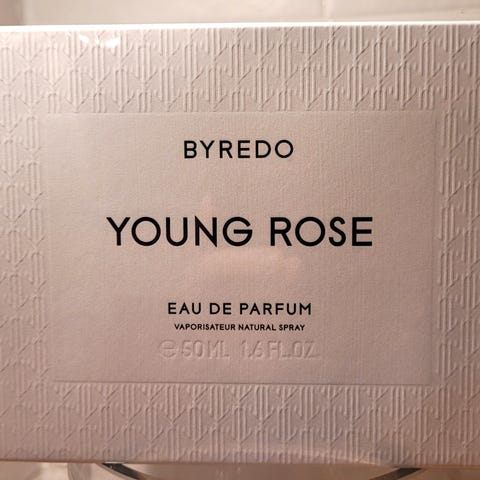 BYREDO
YOUNG ROSE
EAU DE PARFUM
VAPORISATEUR NATURAL SPRAY
℮50 ML 1.6 FL.OZ.